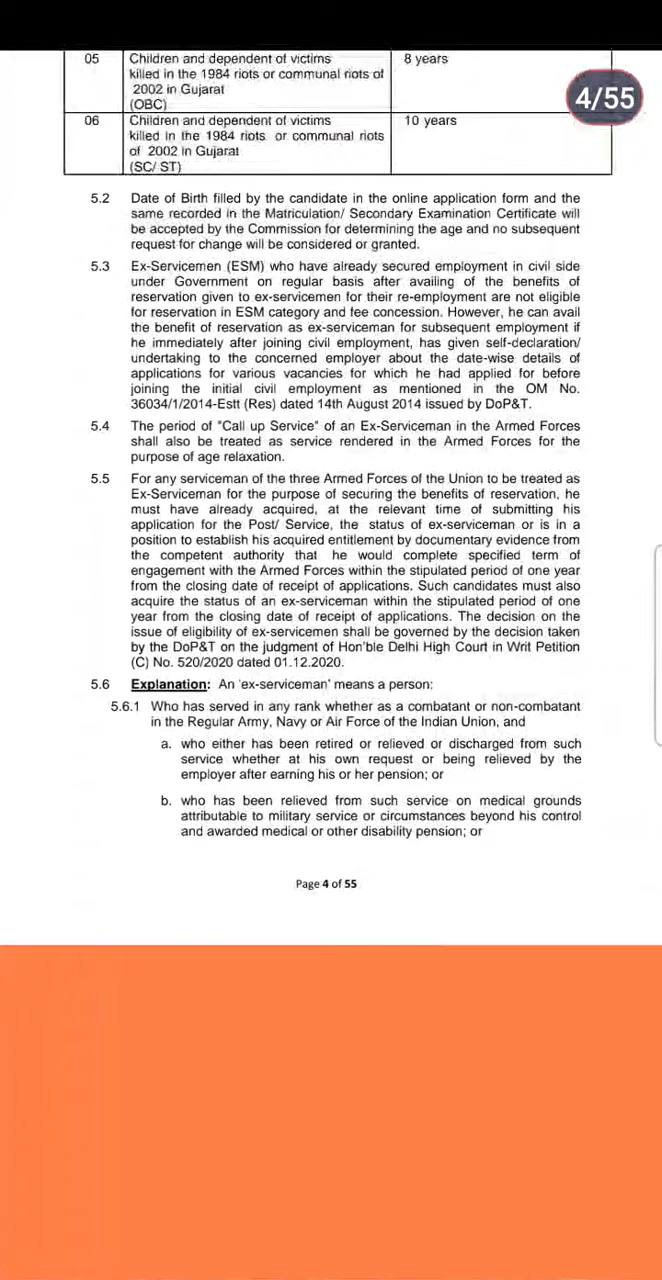 05 Children and dependent of victims 8 years
killed in the 1984 riots or communal riots of
2002 in Gujarat
(OBC)
4/55
06 Children and dependent of victims 10 years
killed in the 1984 riots or communal riots
of 2002 in Gujarat
(SC/ ST)
5.2 Date of Birth filled by the candidate in the online application form and the
same recorded in the Matriculation/ Secondary Examination Certificate will
be accepted by the Commission for determining the age and no subsequent
request for change will be considered or granted.
5.3 Ex-Servicemen (ESM) who have already secured employment in civil side
under Government on regular basis after availing of the benefits of
reservation given to ex-servicemen for their re-employment are not eligible
for reservation in ESM category and fee concession. However, he can avail
the benefit of reservation as ex-serviceman for subsequent employment if
he immediately after joining civil employment, has given self-declaration/
undertaking to the concerned employer about the date-wise details of
applications for various vacancies for which he had applied for before
joining the initial civil employment as mentioned in the OM No.
36034/1/2014-Estt (Res) dated 14th August 2014 issued by DoP&T.
5.4 The period of "Call up Service" of an Ex-Serviceman in the Armed Forces
shall also be treated as service rendered in the Armed Forces for the
purpose of age relaxation.
5.5 For any serviceman of the three Armed Forces of the Union to be treated as
Ex-Serviceman for the purpose of securing the benefits of reservation, he
must have already acquired, at the relevant time of submitting his
application for the Post/ Service, the status of ex-serviceman or is in a
position to establish his acquired entitlement by documentary evidence from
the competent authority that he would complete specified term of
engagement with the Armed Forces within the stipulated period of one year
from the closing date of receipt of applications. Such candidates must also
acquire the status of an ex-serviceman within the stipulated period of one
year from the closing date of receipt of applications. The decision on the
issue of eligibility of ex-servicemen shall be governed by the decision taken
by the DoP&T on the judgment of Hon'ble Delhi High Court in Writ Petition
(C) No. 520/2020 dated 01.12.2020.
5.6 Explanation: An 'ex-serviceman' means a person:
5.6.1 Who has served in any rank whether as a combatant or non-combatant
in the Regular Army, Navy or Air Force of the Indian Union, and
a. who either has been retired or relieved or discharged from such
service whether at his own request or being relieved by the
employer after earning his or her pension; or
b. who has been relieved from such service on medical grounds
attributable to military service or circumstances beyond his control
and awarded medical or other disability pension; or
Page 4 of 55